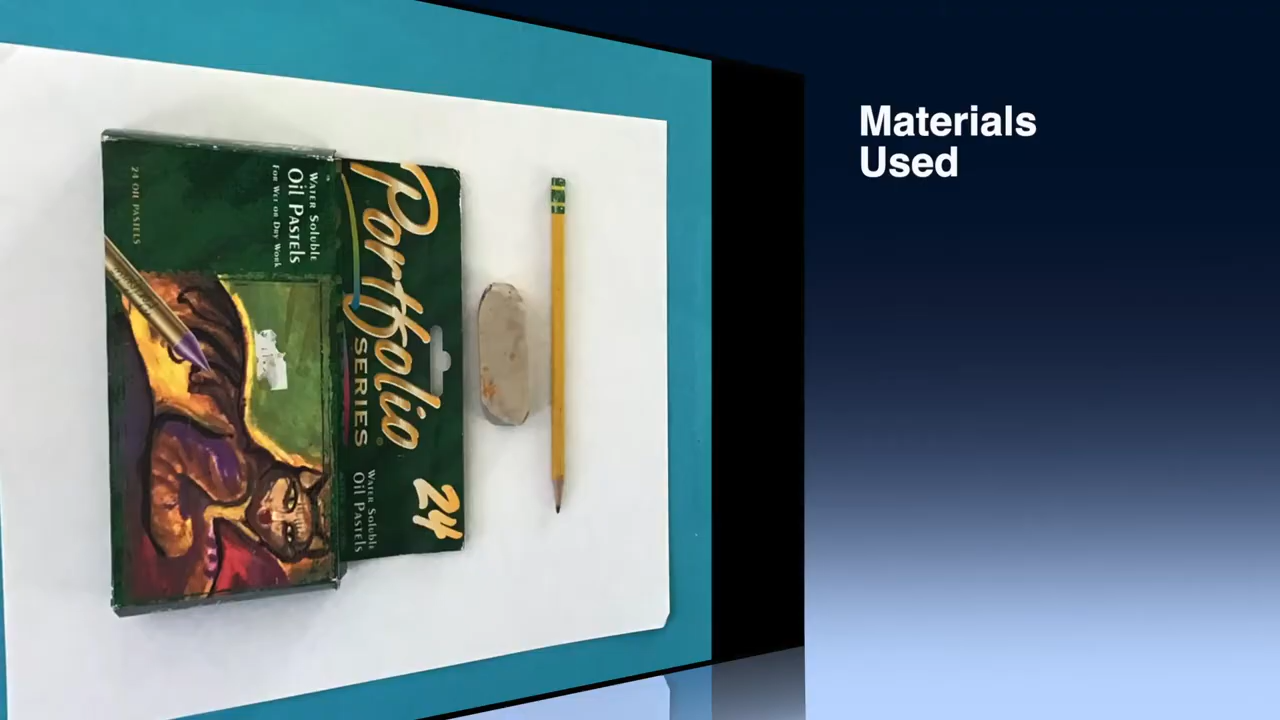 Materials
Used
Portfolio
SERIES®
24
WATER SOLUBLE
OIL PASTELS
WATER SOLUBLE
OIL PASTELS
FOR WET OR DRY WORK
24 OIL PASTELS